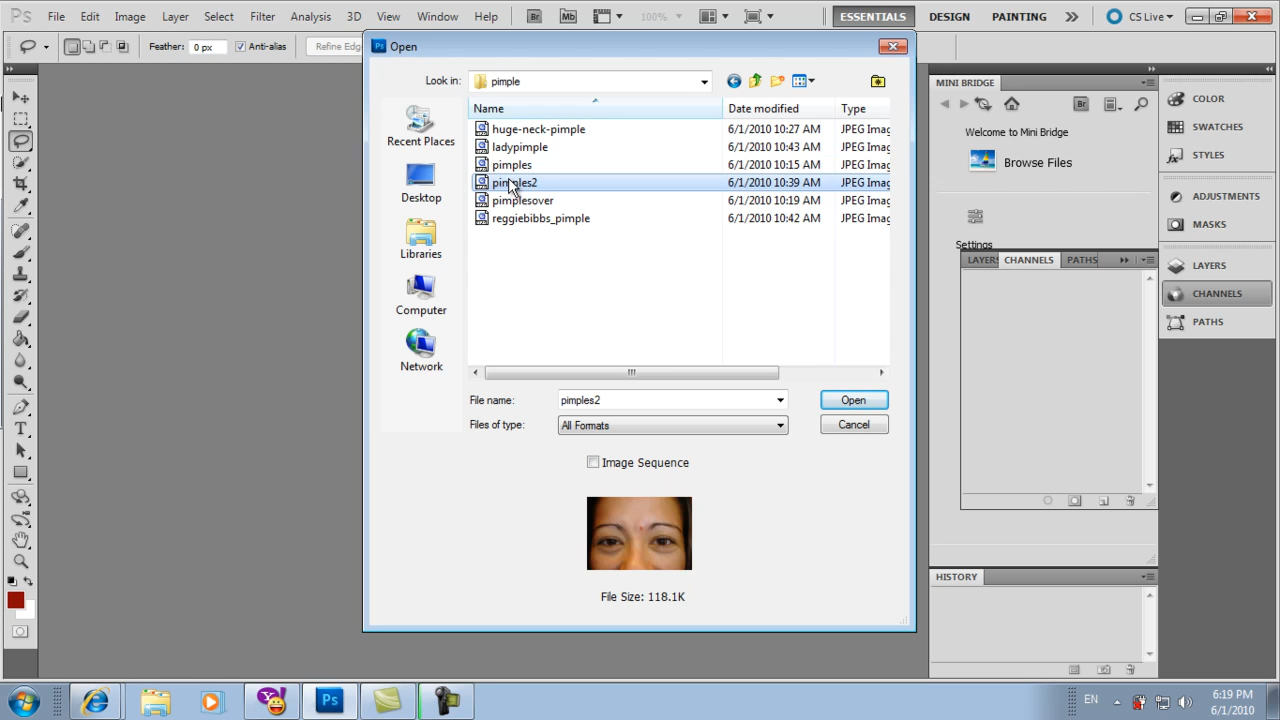 Ps File Edit Image Layer Select Filter Analysis 3D View Window Help Br Mb 100% ESSENTIALS DESIGN PAINTING CS Live
Feather: 0 px Anti-alias Refine Edg
Ps Open
Look in: pimple
Name Date modified Type
huge-neck-pimple 6/1/2010 10:27 AM JPEG Imag
ladypimple 6/1/2010 10:43 AM JPEG Imag
pimples 6/1/2010 10:15 AM JPEG Imag
pimples2 6/1/2010 10:39 AM JPEG Imag
pimplesover 6/1/2010 10:19 AM JPEG Imag
reggiebibbs_pimple 6/1/2010 10:42 AM JPEG Imag
Recent Places
Desktop
Libraries
Computer
Network
File name: pimples2 Open
Files of type: All Formats Cancel
Image Sequence
File Size: 118.1K
MINI BRIDGE
Br
Welcome to Mini Bridge
Browse Files
Settings
LAYERS CHANNELS PATHS
HISTORY
COLOR
SWATCHES
STYLES
ADJUSTMENTS
MASKS
LAYERS
CHANNELS
PATHS
T
Ps
EN
6:19 PM
6/1/2010